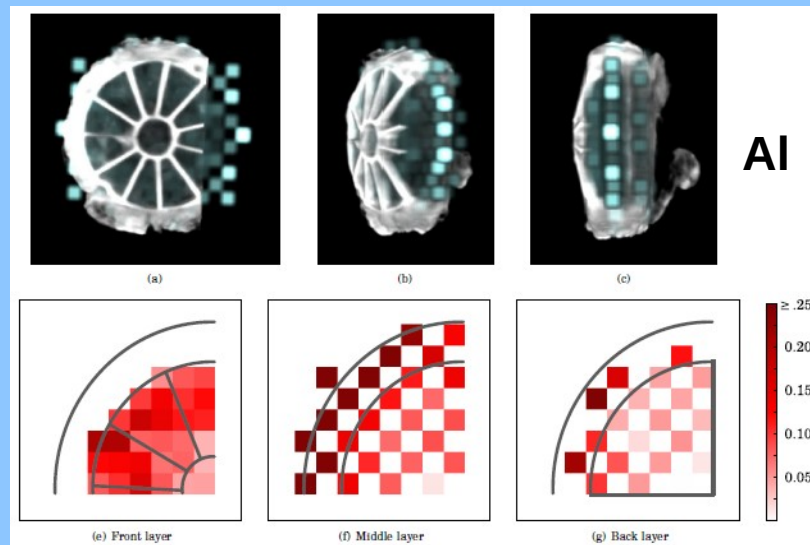 (a)
(b)
(c)
Al
(e) Front layer
(f) Middle layer
(g) Back layer
≥ .25
0.20
0.15
0.10
0.05